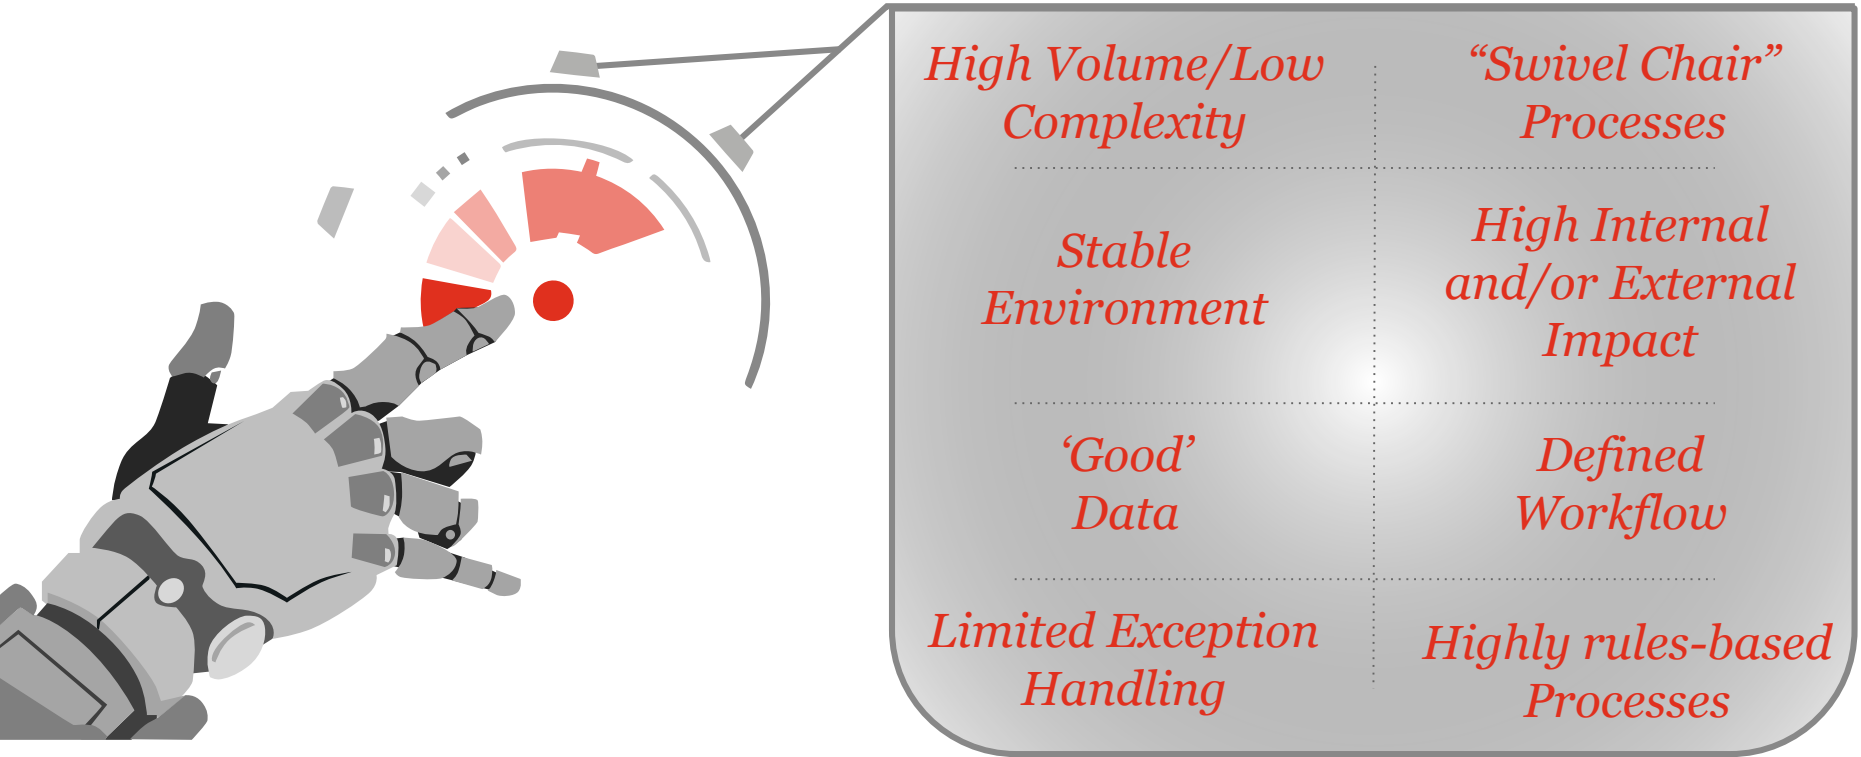 High Volume/Low
Complexity
“Swivel Chair”
Processes
Stable
Environment
High Internal
and/or External
Impact
‘Good’
Data
Defined
Workflow
Limited Exception
Handling
Highly rules-based
Processes